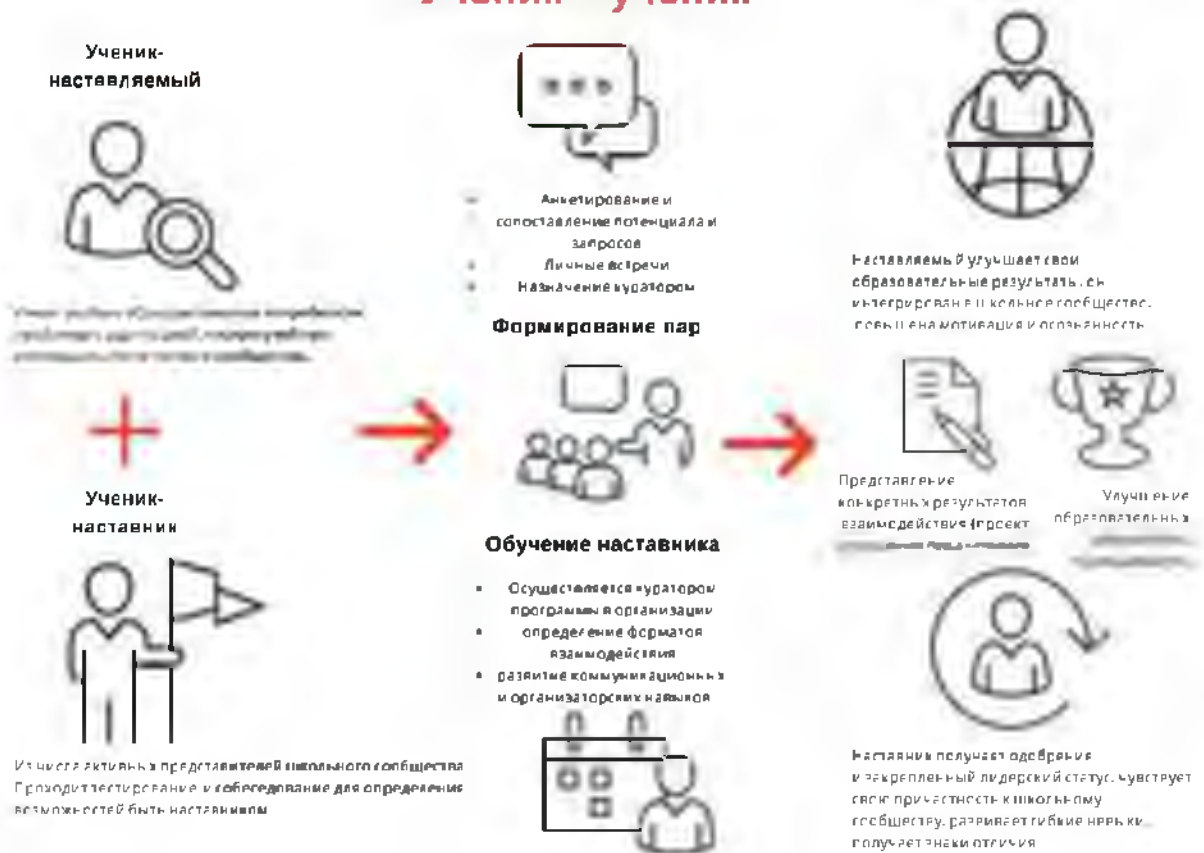 Ученик-
наставляемый
+
Ученик-
наставник
Из числа активных представителей школьного сообщества
Проходит тестирование и собеседование для определения
возможностей быть наставником
• Анкетирование и
сопоставление потенциала и
запросов
• Личные встречи
• Назначение куратором
Формирование пар
Обучение наставника
• Осуществляется куратором
программы в организации
• определение форматов
взаимодействия
• развитие коммуникационных
и организаторских навыков
Наставляемый улучшает свои
образовательные результаты, он
интегрирован в школьное сообщество,
повышена мотивация и осознанность
Представление
конкретных результатов
взаимодействия (проект
Улучшение
образовательных
Наставник получает одобрения
и закрепленный лидерский статус, чувствует
свою причастность к школьному
сообществу, развивает гибкие навыки,
получает знаки отличия